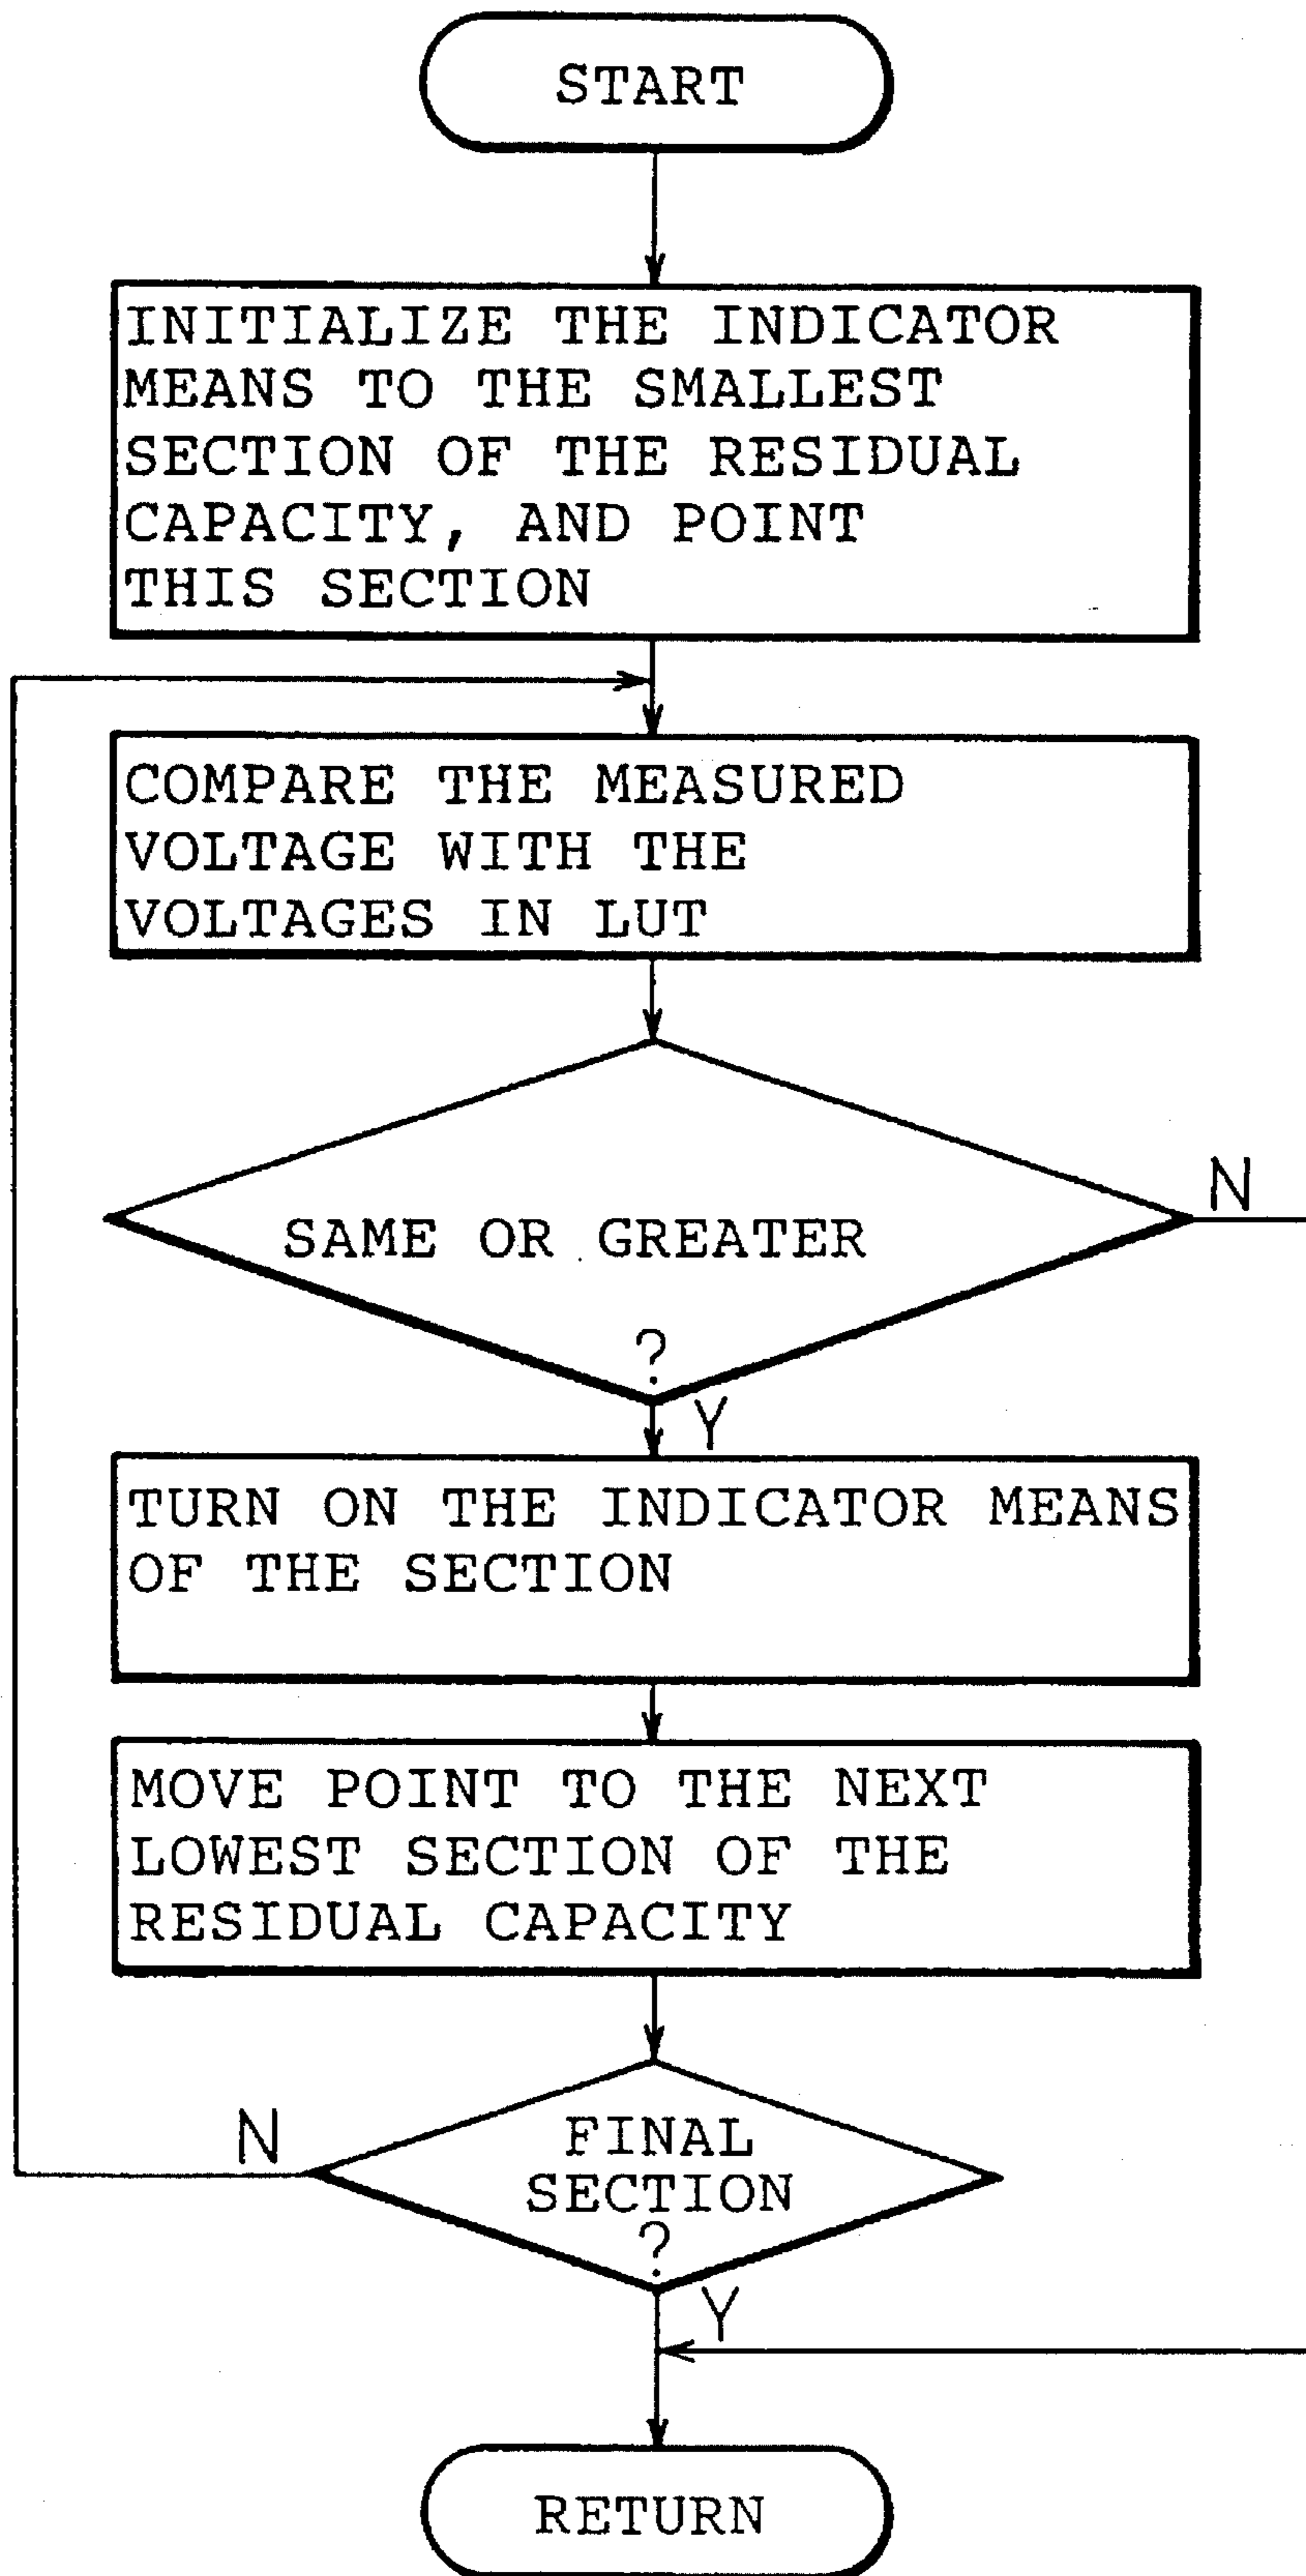 START
INITIALIZE THE INDICATOR
MEANS TO THE SMALLEST
SECTION OF THE RESIDUAL
CAPACITY, AND POINT
THIS SECTION
COMPARE THE MEASURED
VOLTAGE WITH THE
VOLTAGES IN LUT
N
SAME OR GREATER
?
Y
TURN ON THE INDICATOR MEANS
OF THE SECTION
MOVE POINT TO THE NEXT
LOWEST SECTION OF THE
RESIDUAL CAPACITY
N
FINAL
SECTION
?
Y
RETURN